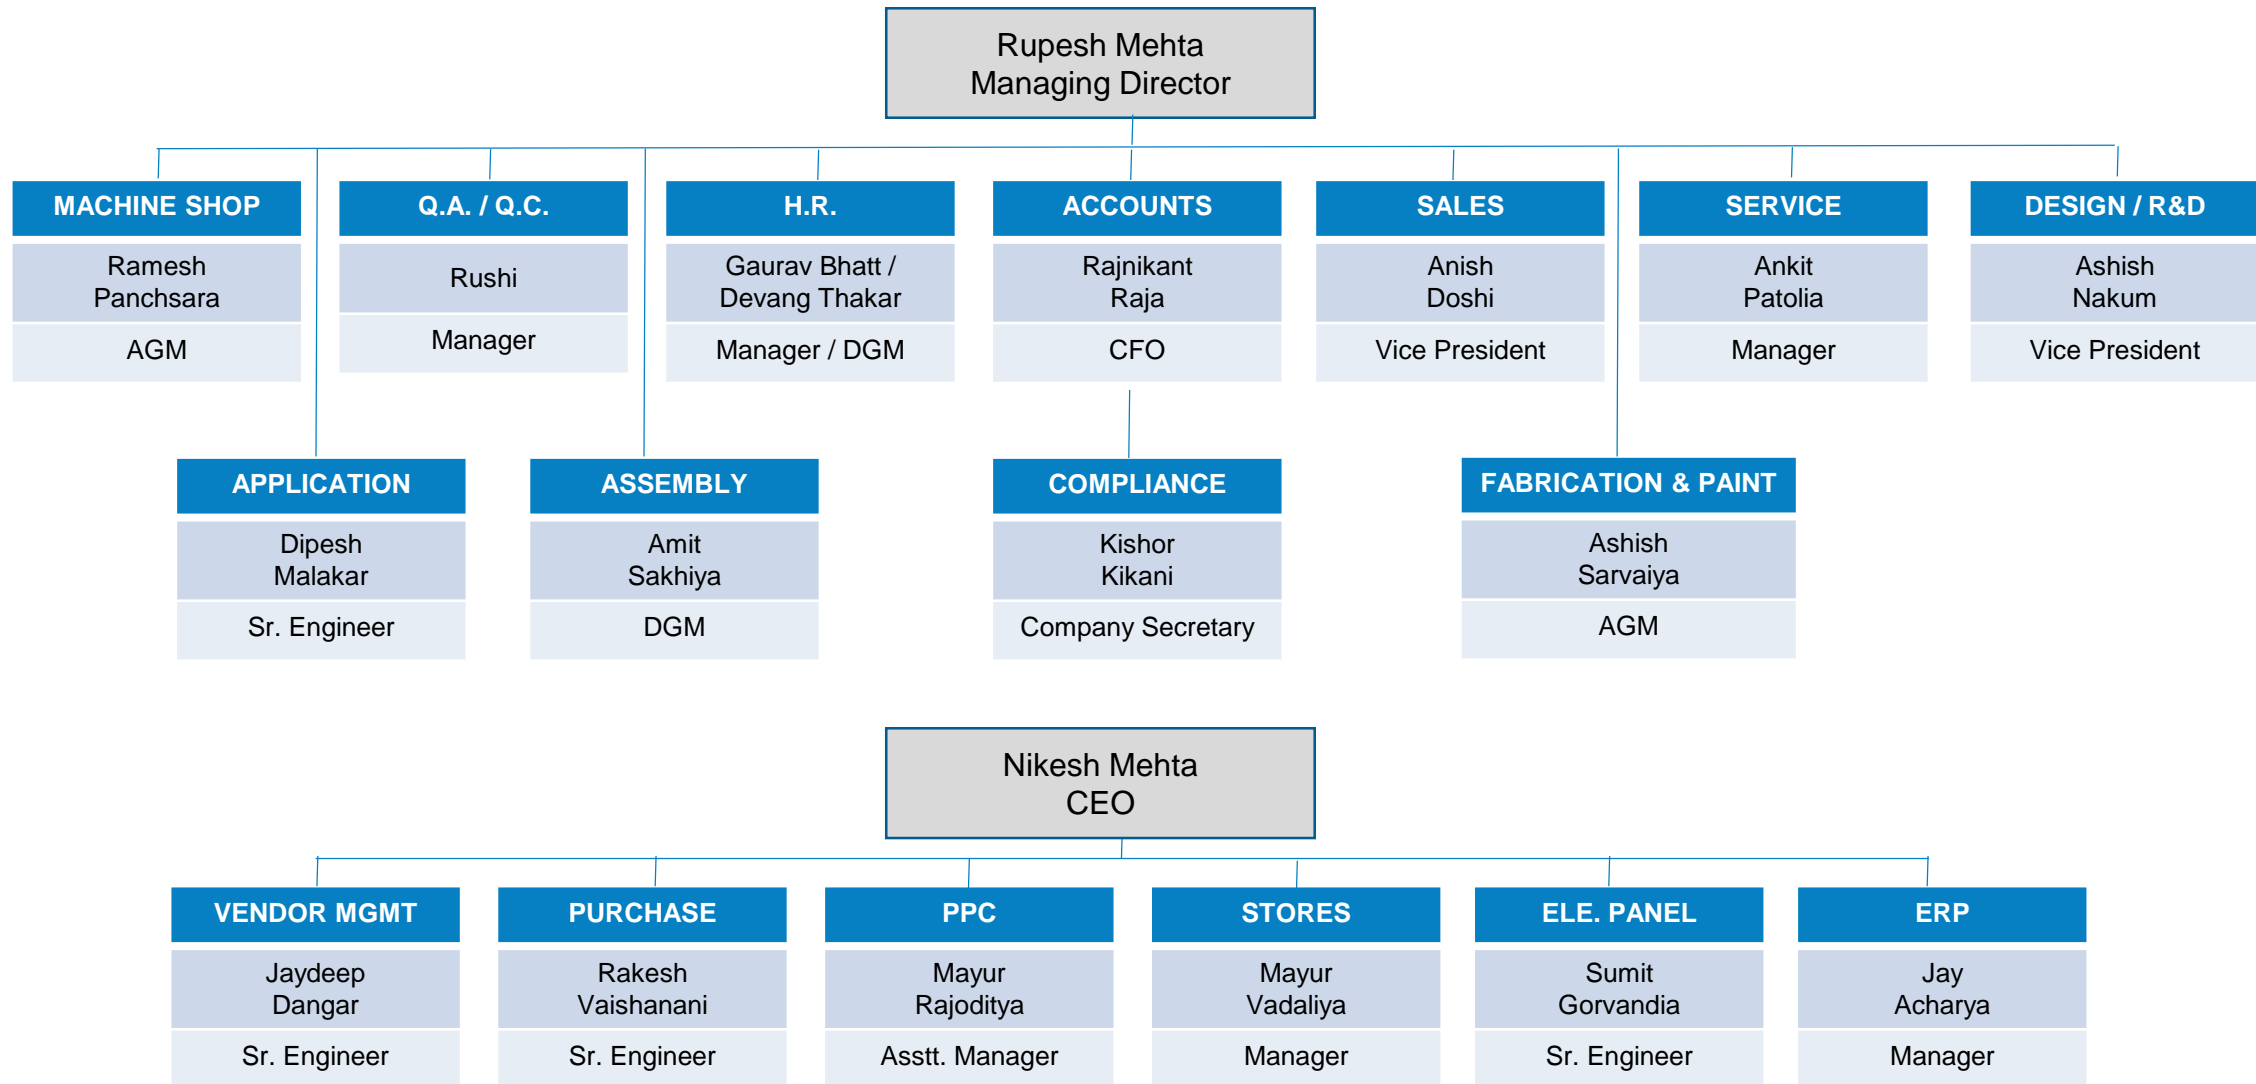 Rupesh Mehta
Managing Director
MACHINE SHOP
Ramesh
Panchsara
AGM
Q.A. / Q.C.
Rushi
Manager
H.R.
Gaurav Bhatt /
Devang Thakar
Manager / DGM
ACCOUNTS
Rajnikant
Raja
CFO
SALES
Anish
Doshi
Vice President
SERVICE
Ankit
Patolia
Manager
DESIGN / R&D
Ashish
Nakum
Vice President
APPLICATION
Dipesh
Malakar
Sr. Engineer
ASSEMBLY
Amit
Sakhiya
DGM
COMPLIANCE
Kishor
Kikani
Company Secretary
FABRICATION & PAINT
Ashish
Sarvaiya
AGM
Nikesh Mehta
CEO
VENDOR MGMT
Jaydeep
Dangar
Sr. Engineer
PURCHASE
Rakesh
Vaishanani
Sr. Engineer
PPC
Mayur
Rajoditya
Asstt. Manager
STORES
Mayur
Vadaliya
Manager
ELE. PANEL
Sumit
Gorvandia
Sr. Engineer
ERP
Jay
Acharya
Manager